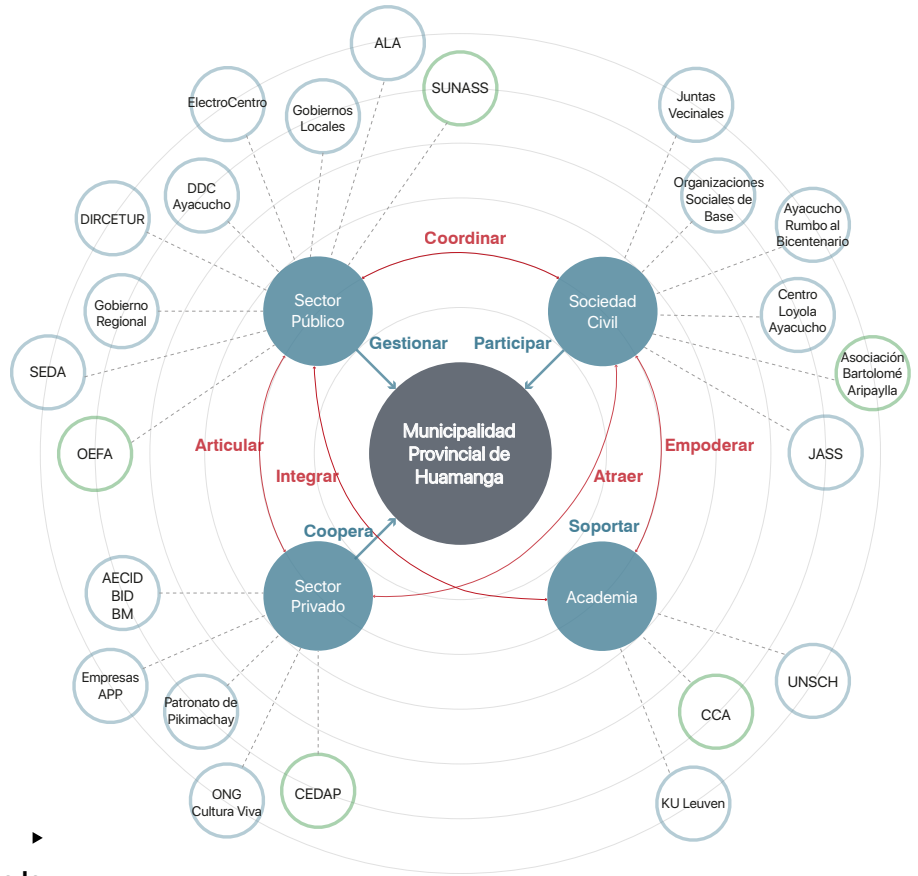 ALA
SUNASS
ElectroCentro
Gobiernos
Locales
Juntas
Vecinales
DDC
Ayacucho
Organizaciones
Sociales de
Base
DIRCETUR
Ayacucho
Rumbo al
Bicentenario
Coordinar
Gobierno
Regional
Sector
Público
Sociedad
Civil
Centro
Loyola
Ayacucho
Gestionar
Participar
SEDA
Asociación
Bartolomé
Aripaylla
Municipalidad
Provincial de
Huamanga
OEFA
Articular
Empoderar
JASS
Integrar
Atraer
Coopera
Soportar
AECID
BID
BM
Sector
Privado
Academia
Empresas
APP
Patronato de
Pikimachay
UNSCH
CCA
ONG
Cultura Viva
CEDAP
KU Leuven